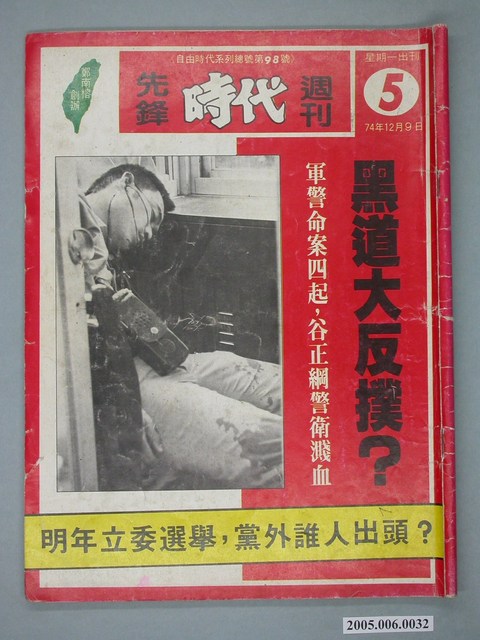 鄭南榕
創辦
《自由時代系列總號第98號》
先鋒
時代
週刊
星期一出刊
5
74年12月9日
黑道大反撲？
軍警命案四起，谷正綱警衛濺血
明年立委選舉，黨外誰人出頭？
2005.006.0032